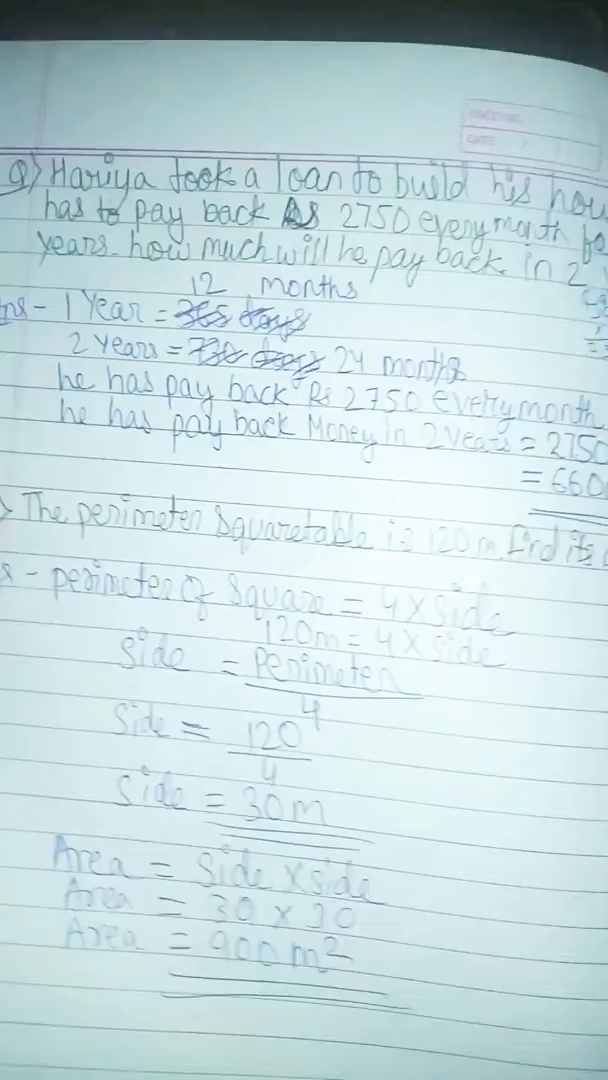 Q) Hariya took a loan to build his hou
has to pay back Rs 2750 every month fo
years. how much will he pay back in 2
12 months
ns - 1 Year = 365 days
2 years = 730 days 24 months
he has pay back Rs 2750 every month
he has pay back Money in 2 years = 2750
= 660
The perimeter Squaretable is 120 m. find its
s - perimeter of square = 4 x side
120m = 4 x side
side = Perimeter
4
side = 120
4
side = 30m
Area = side x side
Area = 30 x 30
Area = 900 m²